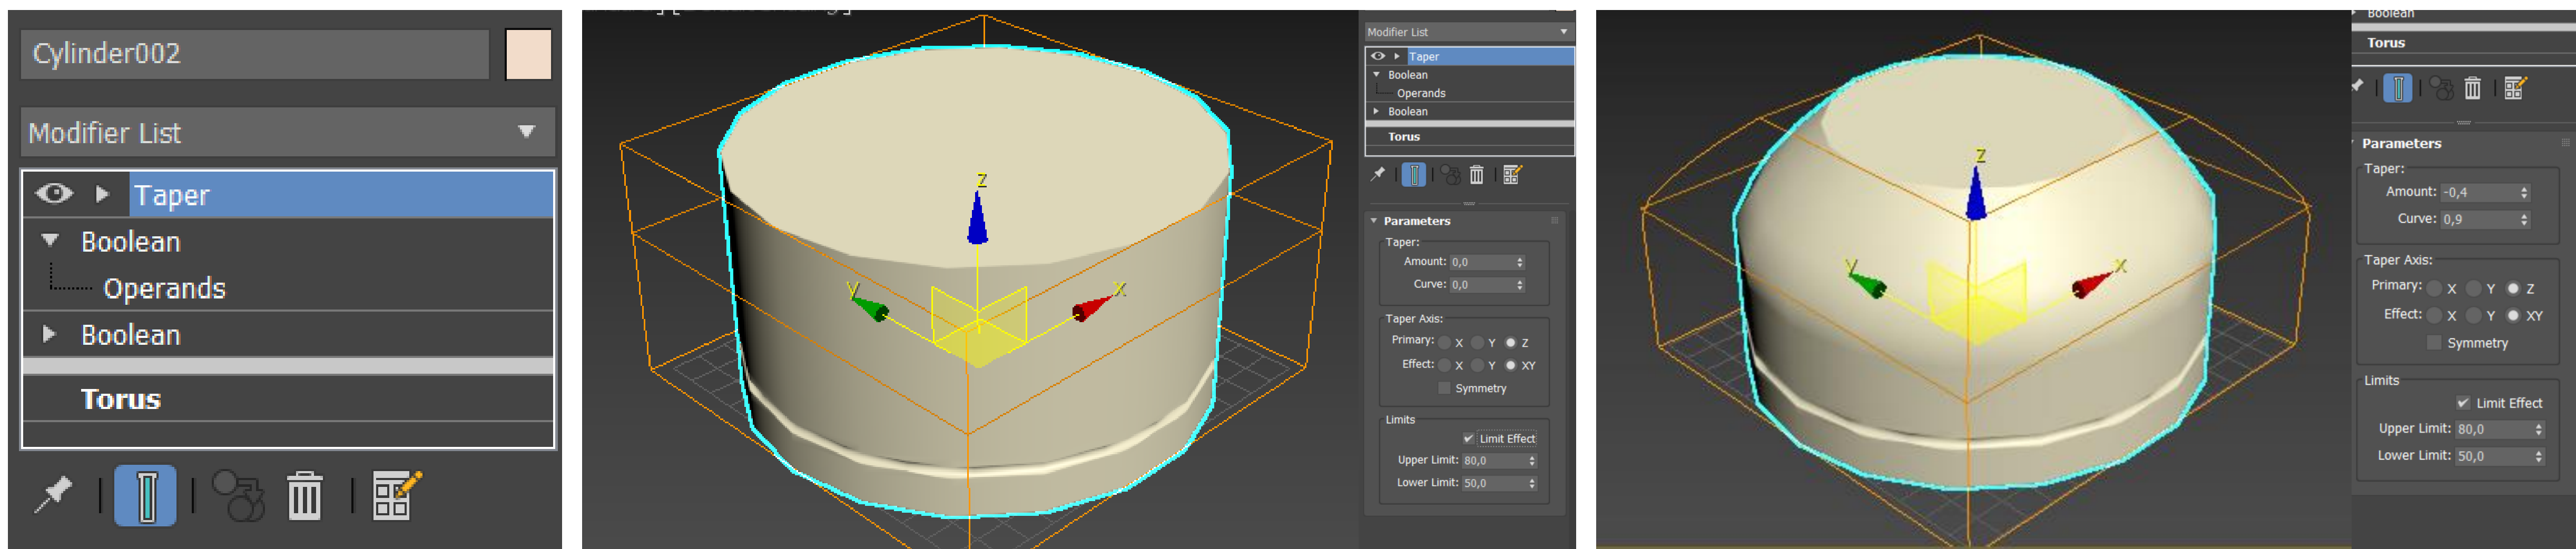 Cylinder002
Modifier List
Taper
Boolean
Operands
Boolean
Torus
z
y
x
Modifier List
Taper
Boolean
Operands
Boolean
Torus
Parameters
Taper:
Amount: 0,0
Curve: 0,0
Taper Axis:
Primary: X Y Z
Effect: X Y XY
Symmetry
Limits
Limit Effect
Upper Limit: 80,0
Lower Limit: 50,0
z
y
x
Boolean
Torus
Parameters
Taper:
Amount: -0,4
Curve: 0,9
Taper Axis:
Primary: X Y Z
Effect: X Y XY
Symmetry
Limits
Limit Effect
Upper Limit: 80,0
Lower Limit: 50,0